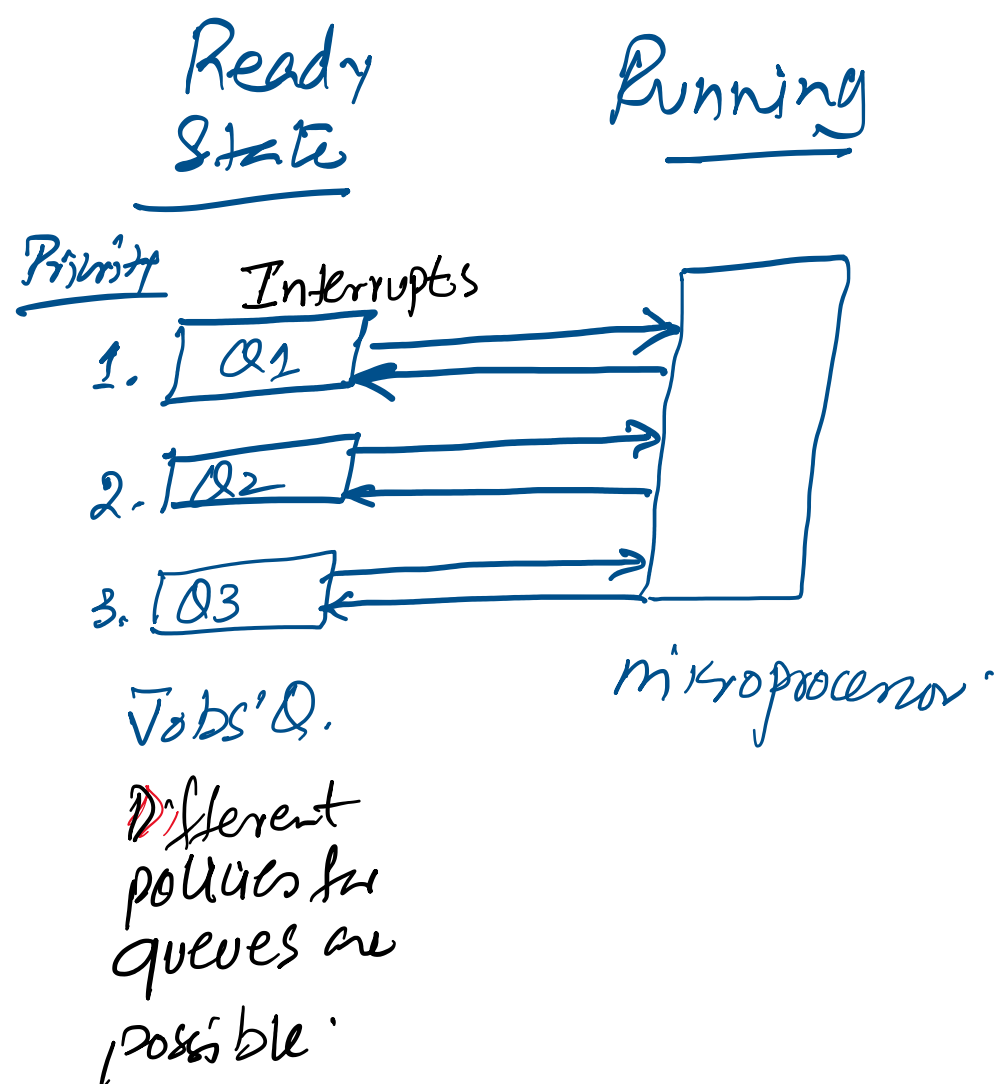 Ready
State
Running
Priority
Interrupts
1. Q1
2. Q2
3. Q3
Jobs' Q.
mikroprocessor.
Different
policies for
queues are
possible.